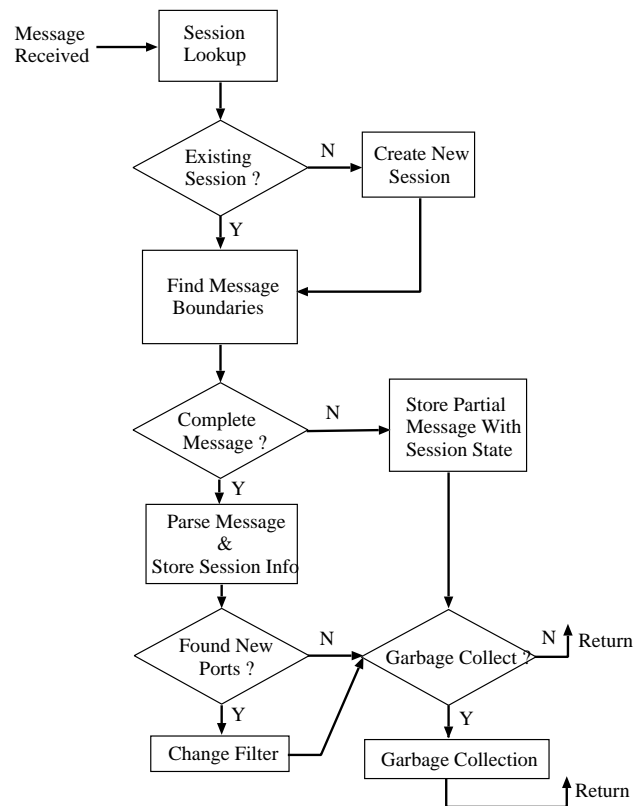 Message
Received
Session
Lookup
Existing
Session ?
N
Create New
Session
Y
Find Message
Boundaries
Complete
Message ?
N
Store Partial
Message With
Session State
Y
Parse Message
&
Store Session Info
Found New
Ports ?
N
Garbage Collect ?
N
Return
Y
Change Filter
Y
Garbage Collection
Return